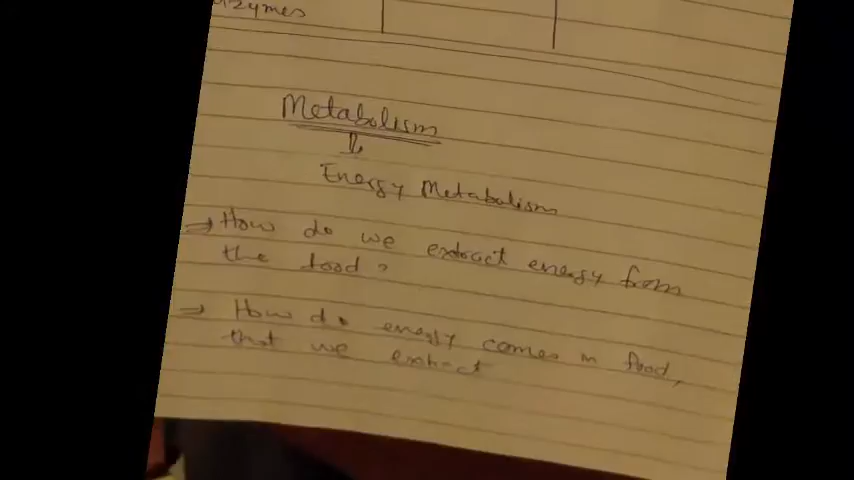 Metabolism
Energy Metabolism
→ How do we extract energy from
the food?
→ How do energy comes in food,
that we extract